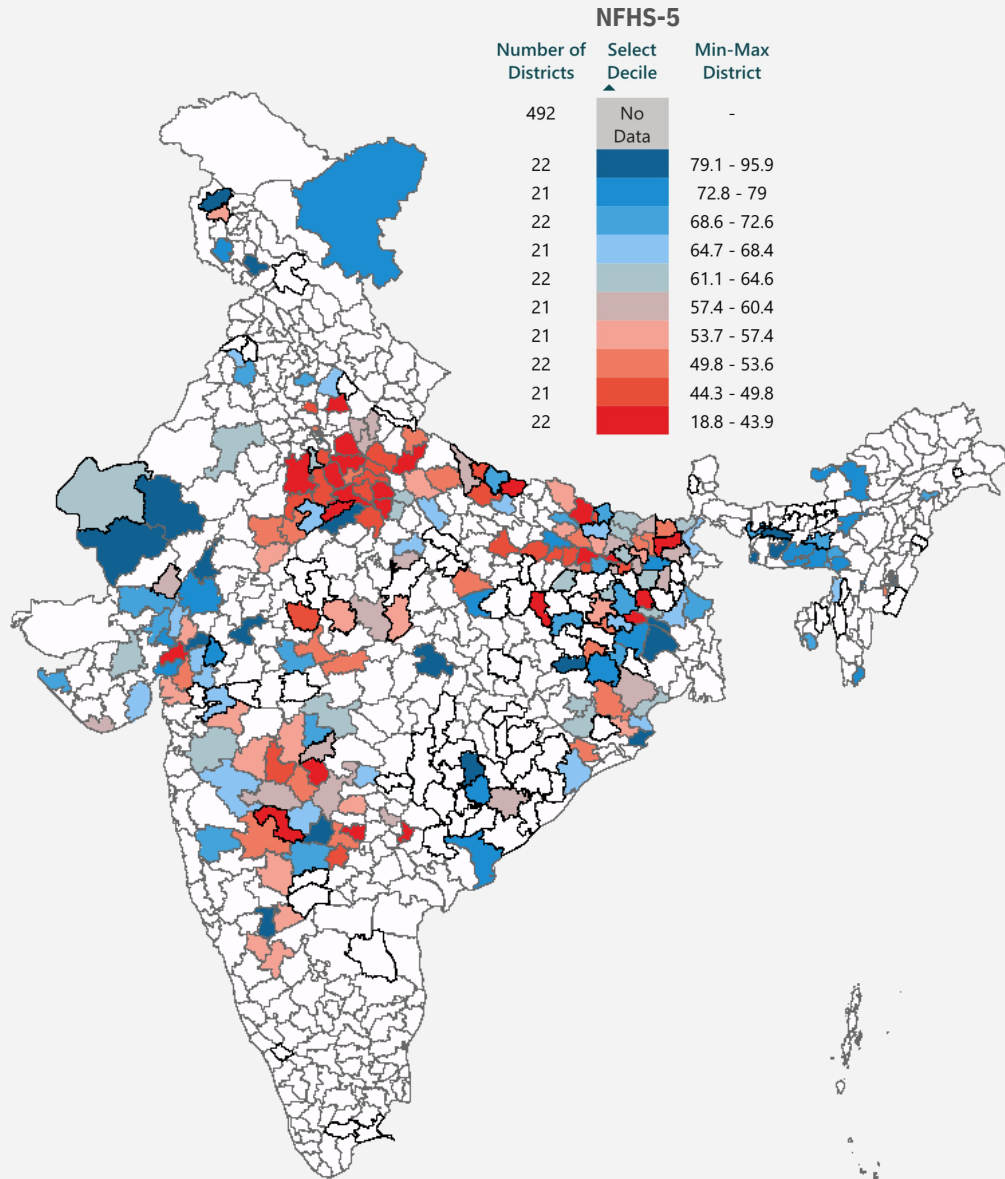 NFHS-5
Number of Select Min-Max
Districts Decile District
492 No Data -
22 79.1 - 95.9
21 72.8 - 79
22 68.6 - 72.6
21 64.7 - 68.4
22 61.1 - 64.6
21 57.4 - 60.4
21 53.7 - 57.4
22 49.8 - 53.6
21 44.3 - 49.8
22 18.8 - 43.9